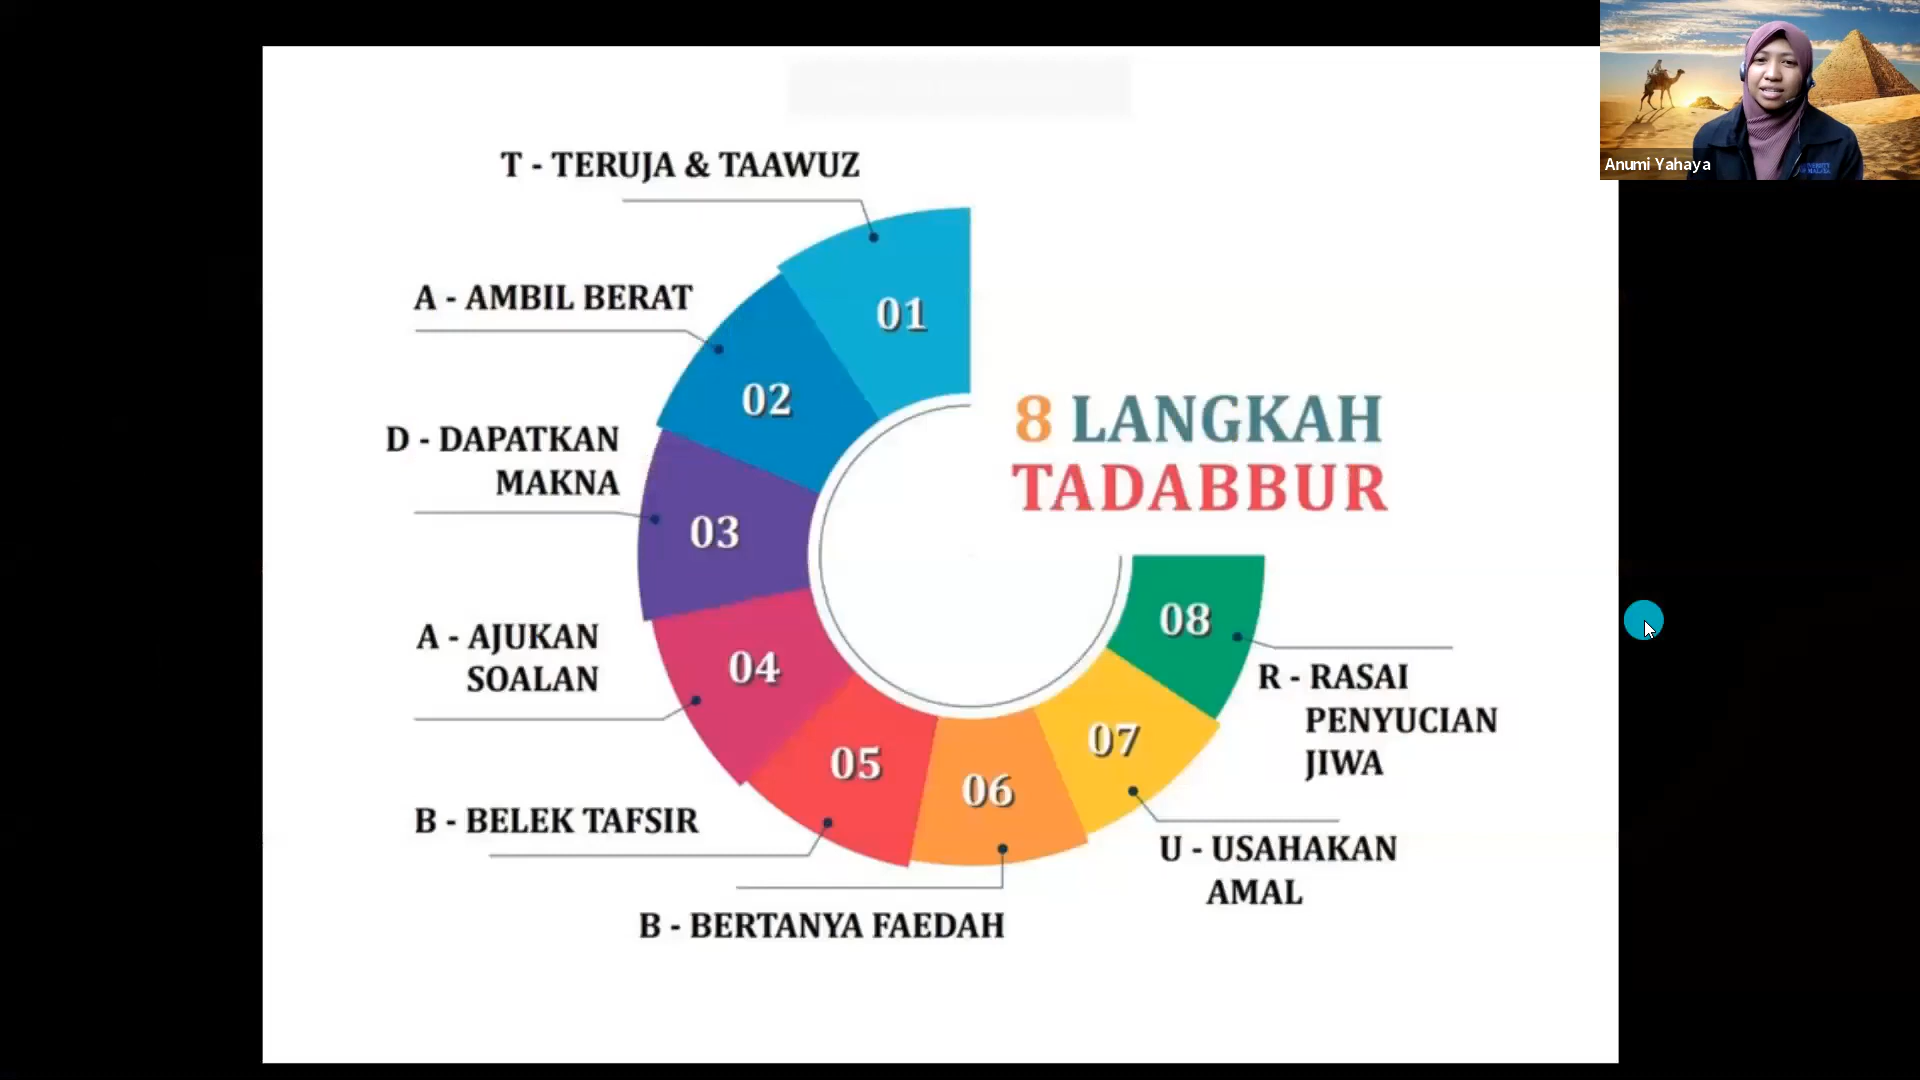 T - TERUJA & TAAWUZ
A - AMBIL BERAT
D - DAPATKAN
MAKNA
A - AJUKAN
SOALAN
B - BELEK TAFSIR
B - BERTANYA FAEDAH
U - USAHAKAN
AMAL
R - RASAI
PENYUCIAN
JIWA
8 LANGKAH
TADABBUR
01
02
03
04
05
06
07
08
Anumi Yahaya